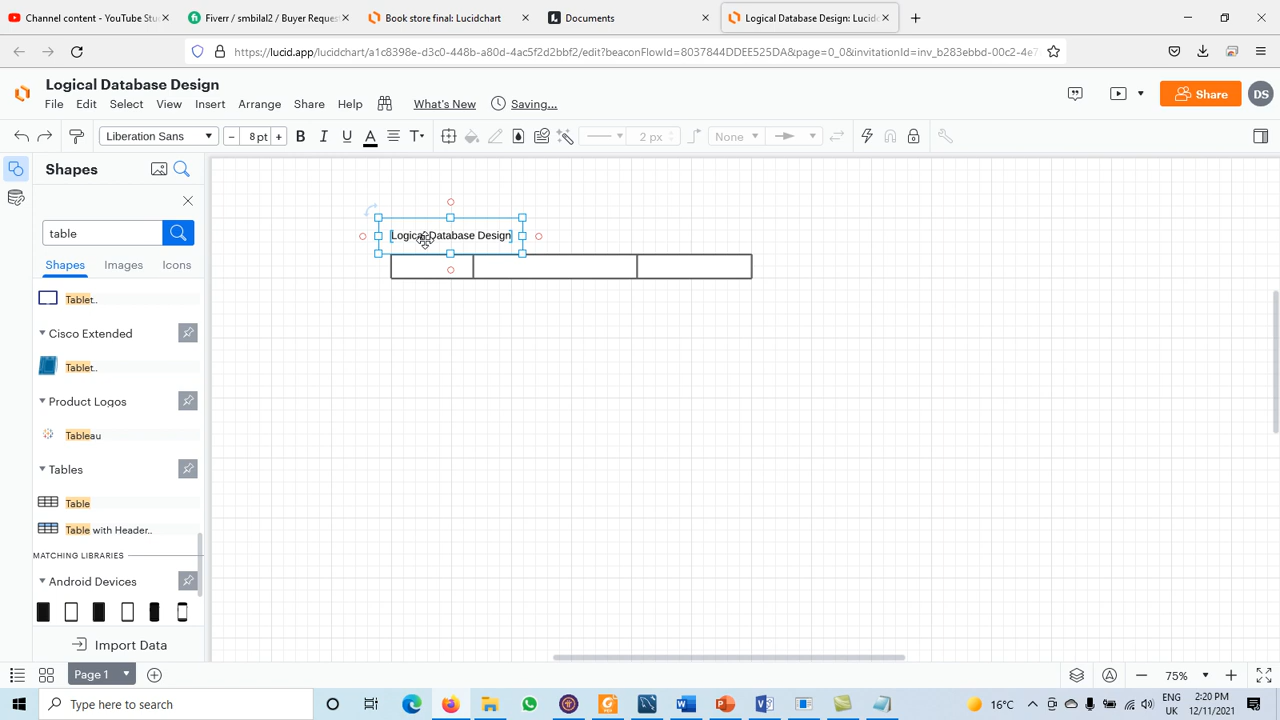 Channel content - YouTube Stu
Fiverr / smbilal2 / Buyer Reques
Book store final: Lucidchart
Documents
Logical Database Design: Lucidc
https://lucid.app/lucidchart/a1c8398e-d3c0-448b-a80d-4ac5f2d2bbf2/edit?beaconFlowId=8037844DDEE525DA&page=0_0&invitationId=inv_b283ebbd-00c2-4e7
Logical Database Design
File Edit Select View Insert Arrange Share Help What's New Saving...
Share
DS
Liberation Sans
8 pt
B I U A T
2 px
None
Shapes
table
Shapes Images Icons
Tablet..
Cisco Extended
Tablet..
Product Logos
Tableau
Tables
Table
Table with Header..
MATCHING LIBRARIES
Android Devices
Import Data
Logical Database Design
Page 1
75%
Type here to search
16°C
ENG
UK
2:20 PM
12/11/2021